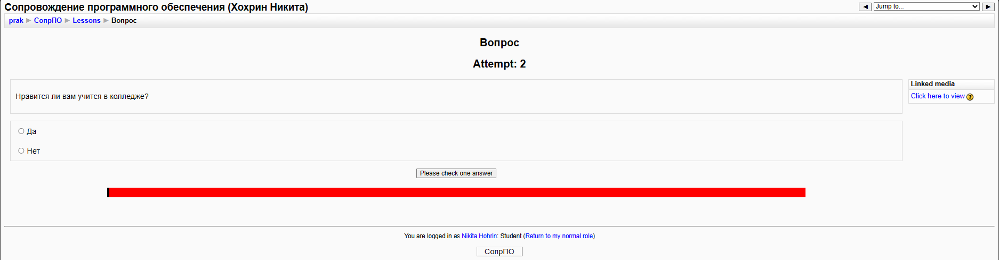 Сопровождение программного обеспечения (Хохрин Никита)
Jump to...
prak ► СопрПО ► Lessons ► Вопрос
Вопрос
Attempt: 2
Нравится ли вам учится в колледже?
Linked media
Click here to view
Да
Нет
Please check one answer
You are logged in as Nikita Hohrin: Student (Return to my normal role)
СопрПО